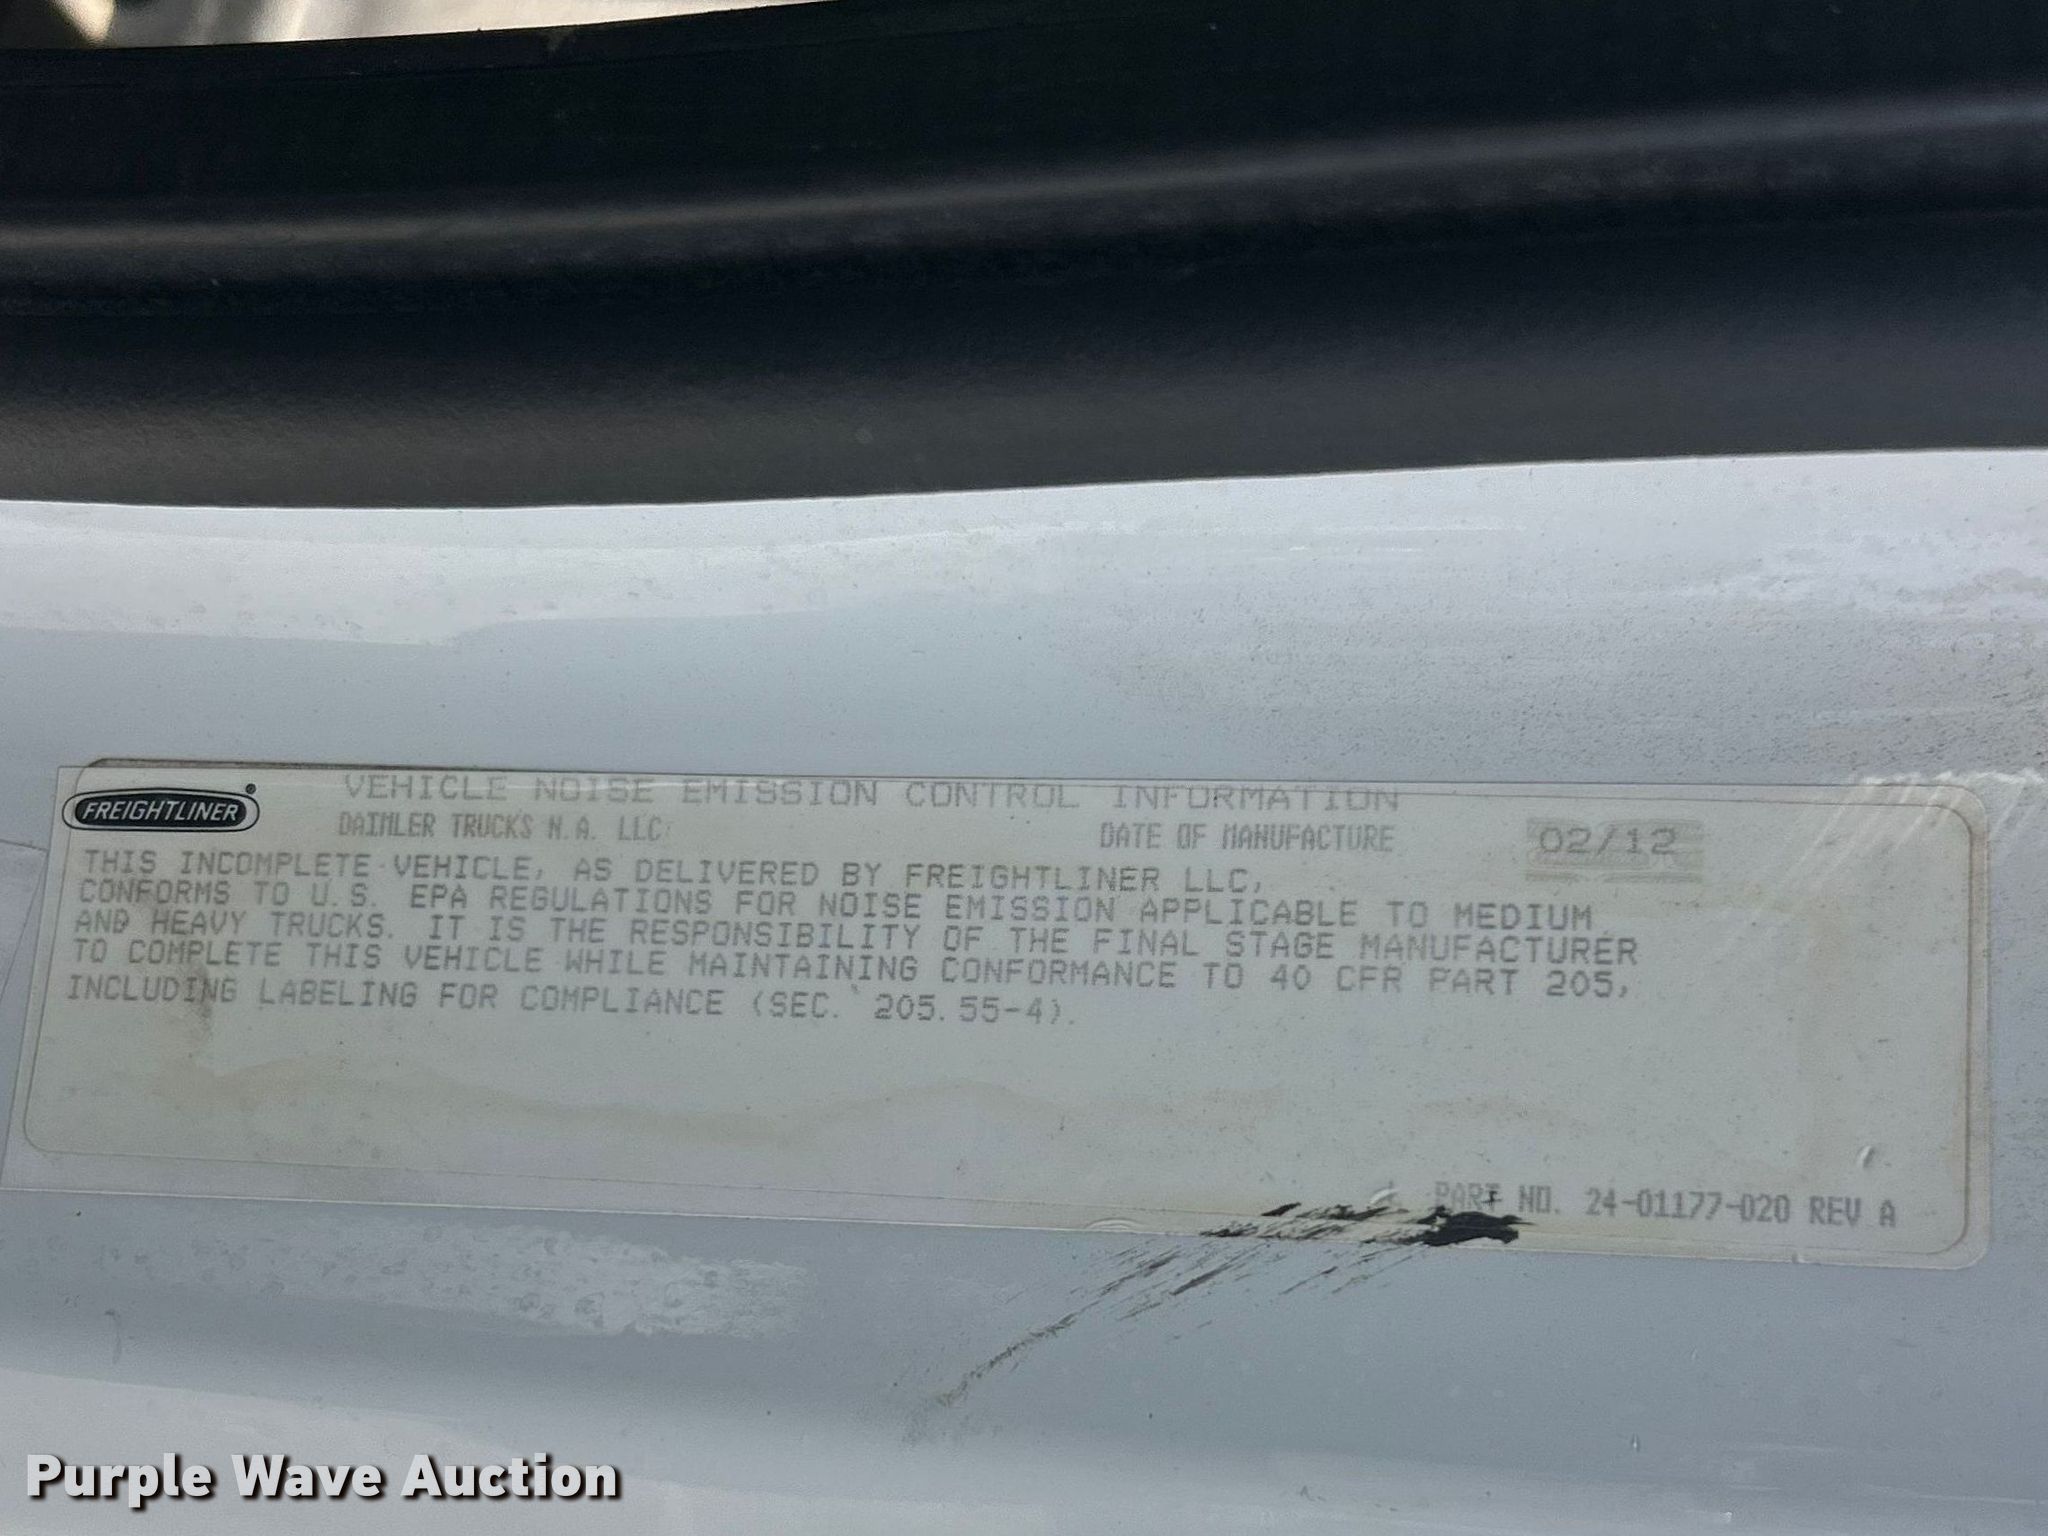 FREIGHTLINER®
VEHICLE NOISE EMISSION CONTROL INFORMATION
DAIMLER TRUCKS N.A. LLC DATE OF MANUFACTURE 02/12
THIS INCOMPLETE VEHICLE, AS DELIVERED BY FREIGHTLINER LLC,
CONFORMS TO U.S. EPA REGULATIONS FOR NOISE EMISSION APPLICABLE TO MEDIUM
AND HEAVY TRUCKS. IT IS THE RESPONSIBILITY OF THE FINAL STAGE MANUFACTURER
TO COMPLETE THIS VEHICLE WHILE MAINTAINING CONFORMANCE TO 40 CFR PART 205,
INCLUDING LABELING FOR COMPLIANCE (SEC. 205.55-4).
PART NO. 24-01177-020 REV A
Purple Wave Auction